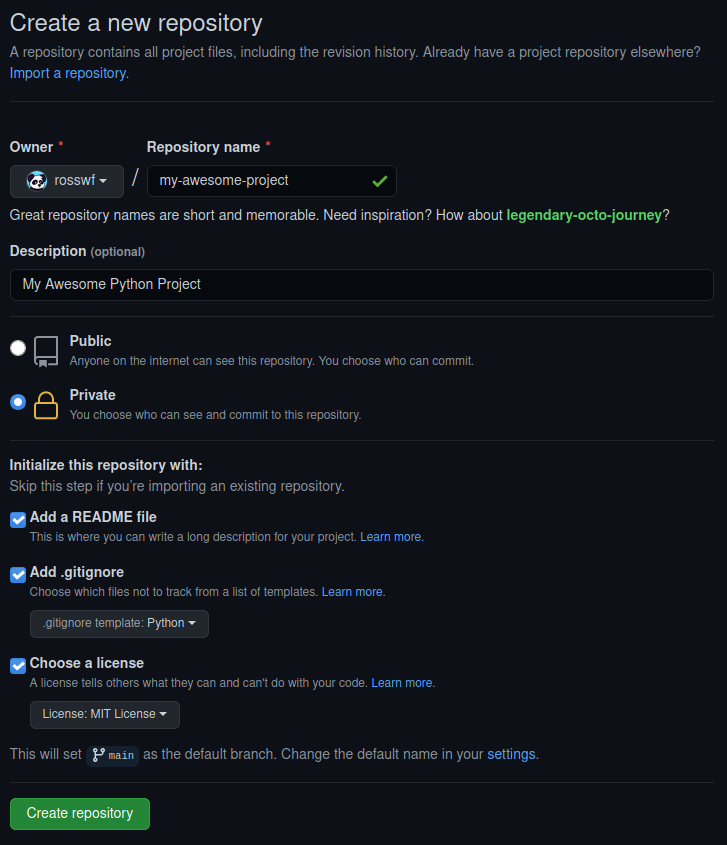 Create a new repository
A repository contains all project files, including the revision history. Already have a project repository elsewhere?
Import a repository.
Owner * Repository name *
rosswf / my-awesome-project
Great repository names are short and memorable. Need inspiration? How about legendary-octo-journey?
Description (optional)
My Awesome Python Project
Public
Anyone on the internet can see this repository. You choose who can commit.
Private
You choose who can see and commit to this repository.
Initialize this repository with:
Skip this step if you're importing an existing repository.
Add a README file
This is where you can write a long description for your project. Learn more.
Add .gitignore
Choose which files not to track from a list of templates. Learn more.
.gitignore template: Python
Choose a license
A license tells others what they can and can't do with your code. Learn more.
License: MIT License
This will set main as the default branch. Change the default name in your settings.
Create repository